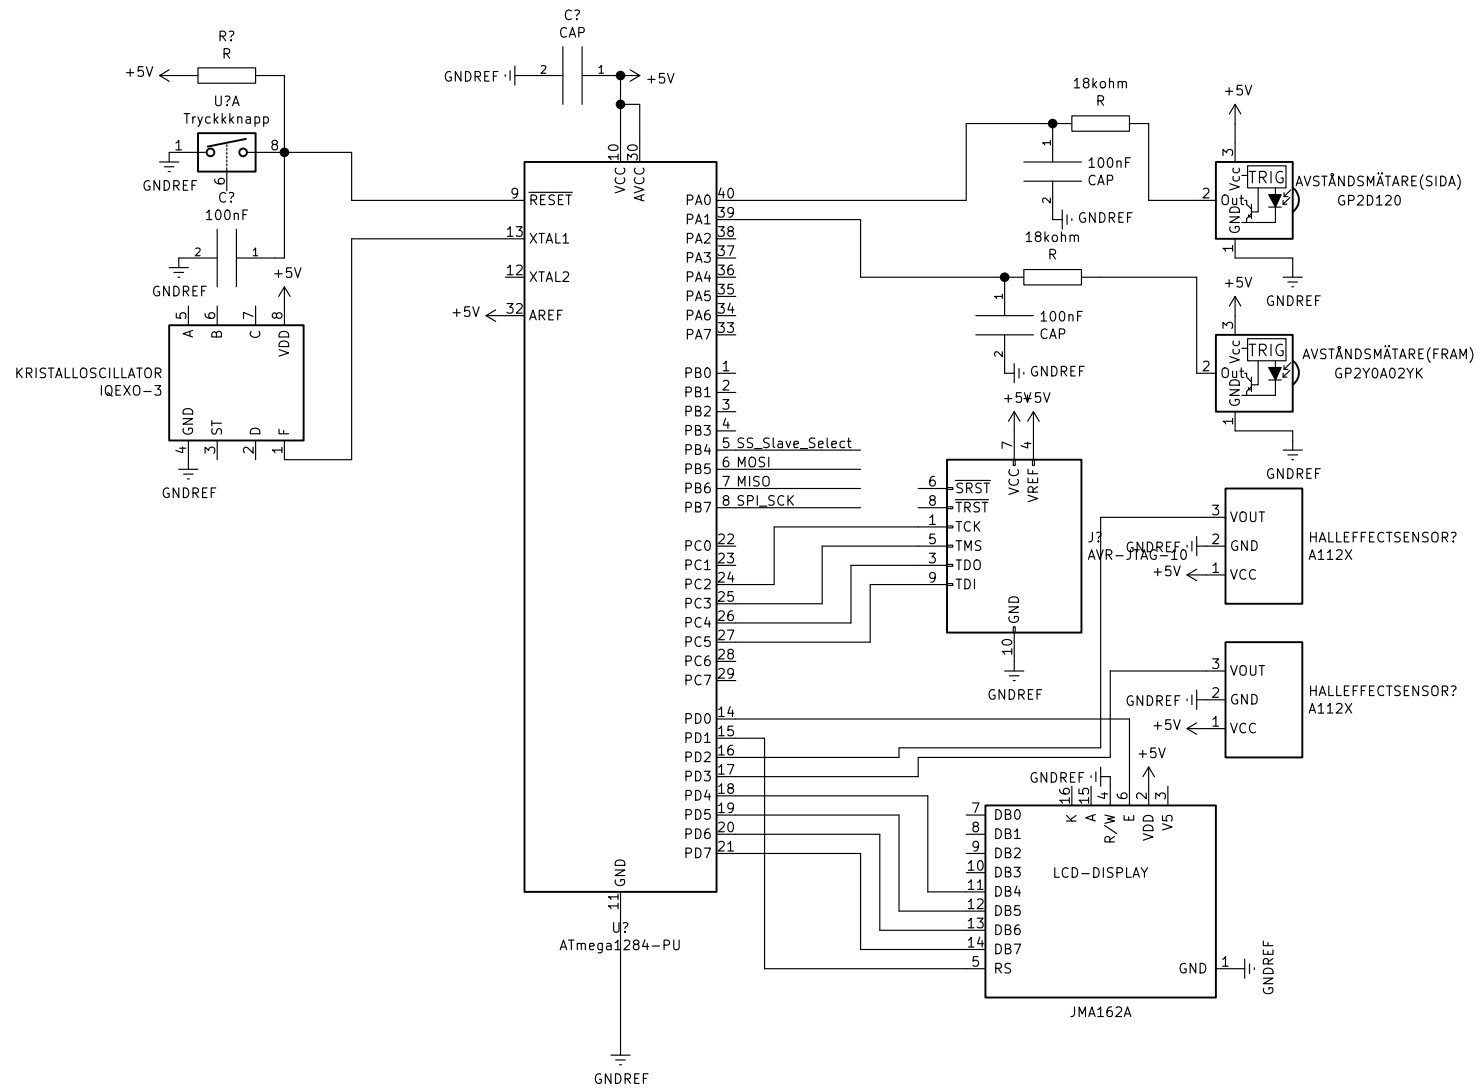 R?
R
+5V
U?A
Tryckkknapp
1
8
6
GNDREF
C?
100nF
2
1
GNDREF
+5V
5
6
7
8
A
B
C
VDD
KRISTALLOSCILLATOR
IQEXO-3
GND
ST
D
F
4
3
2
1
GNDREF
C?
CAP
GNDREF
2
1
+5V
10
30
VCC
AVCC
9
RESET
13
XTAL1
12
XTAL2
+5V
32
AREF
PA0
40
PA1
39
PA2
38
PA3
37
PA4
36
PA5
35
PA6
34
PA7
33
PB0
1
PB1
2
PB2
3
PB3
4
PB4
5 SS_Slave_Select
PB5
6 MOSI
PB6
7 MISO
PB7
8 SPI_SCK
PC0
22
PC1
23
PC2
24
PC3
25
PC4
26
PC5
27
PC6
28
PC7
29
PD0
14
PD1
15
PD2
16
PD3
17
PD4
18
PD5
19
PD6
20
PD7
21
GND
11
U?
ATmega1284-PU
GNDREF
18kohm
R
1
100nF
CAP
2
GNDREF
+5V
3
Vcc
TRIG
2
Out
GND
1
AVSTÅNDSMÄTARE(SIDA)
GP2D120
GNDREF
18kohm
R
1
100nF
CAP
2
GNDREF
+5V
3
Vcc
TRIG
2
Out
GND
1
AVSTÅNDSMÄTARE(FRAM)
GP2Y0A02YK
GNDREF
+5V
+5V
7
4
VCC
VREF
6
SRST
8
TRST
1
TCK
5
TMS
3
TDO
9
TDI
GND
10
GNDREF
J?
AVR-JTAG-10
3
VOUT
GNDREF
2
GND
+5V
1
VCC
HALLEFFECTSENSOR?
A112X
3
VOUT
GNDREF
2
GND
+5V
1
VCC
HALLEFFECTSENSOR?
A112X
+5V
GNDREF
16
15
4
6
2
3
K
A
R/W
E
VDD
V5
7
DB0
8
DB1
9
DB2
10
DB3
11
DB4
12
DB5
13
DB6
14
DB7
5
RS
LCD-DISPLAY
GND
1
GNDREF
JMA162A